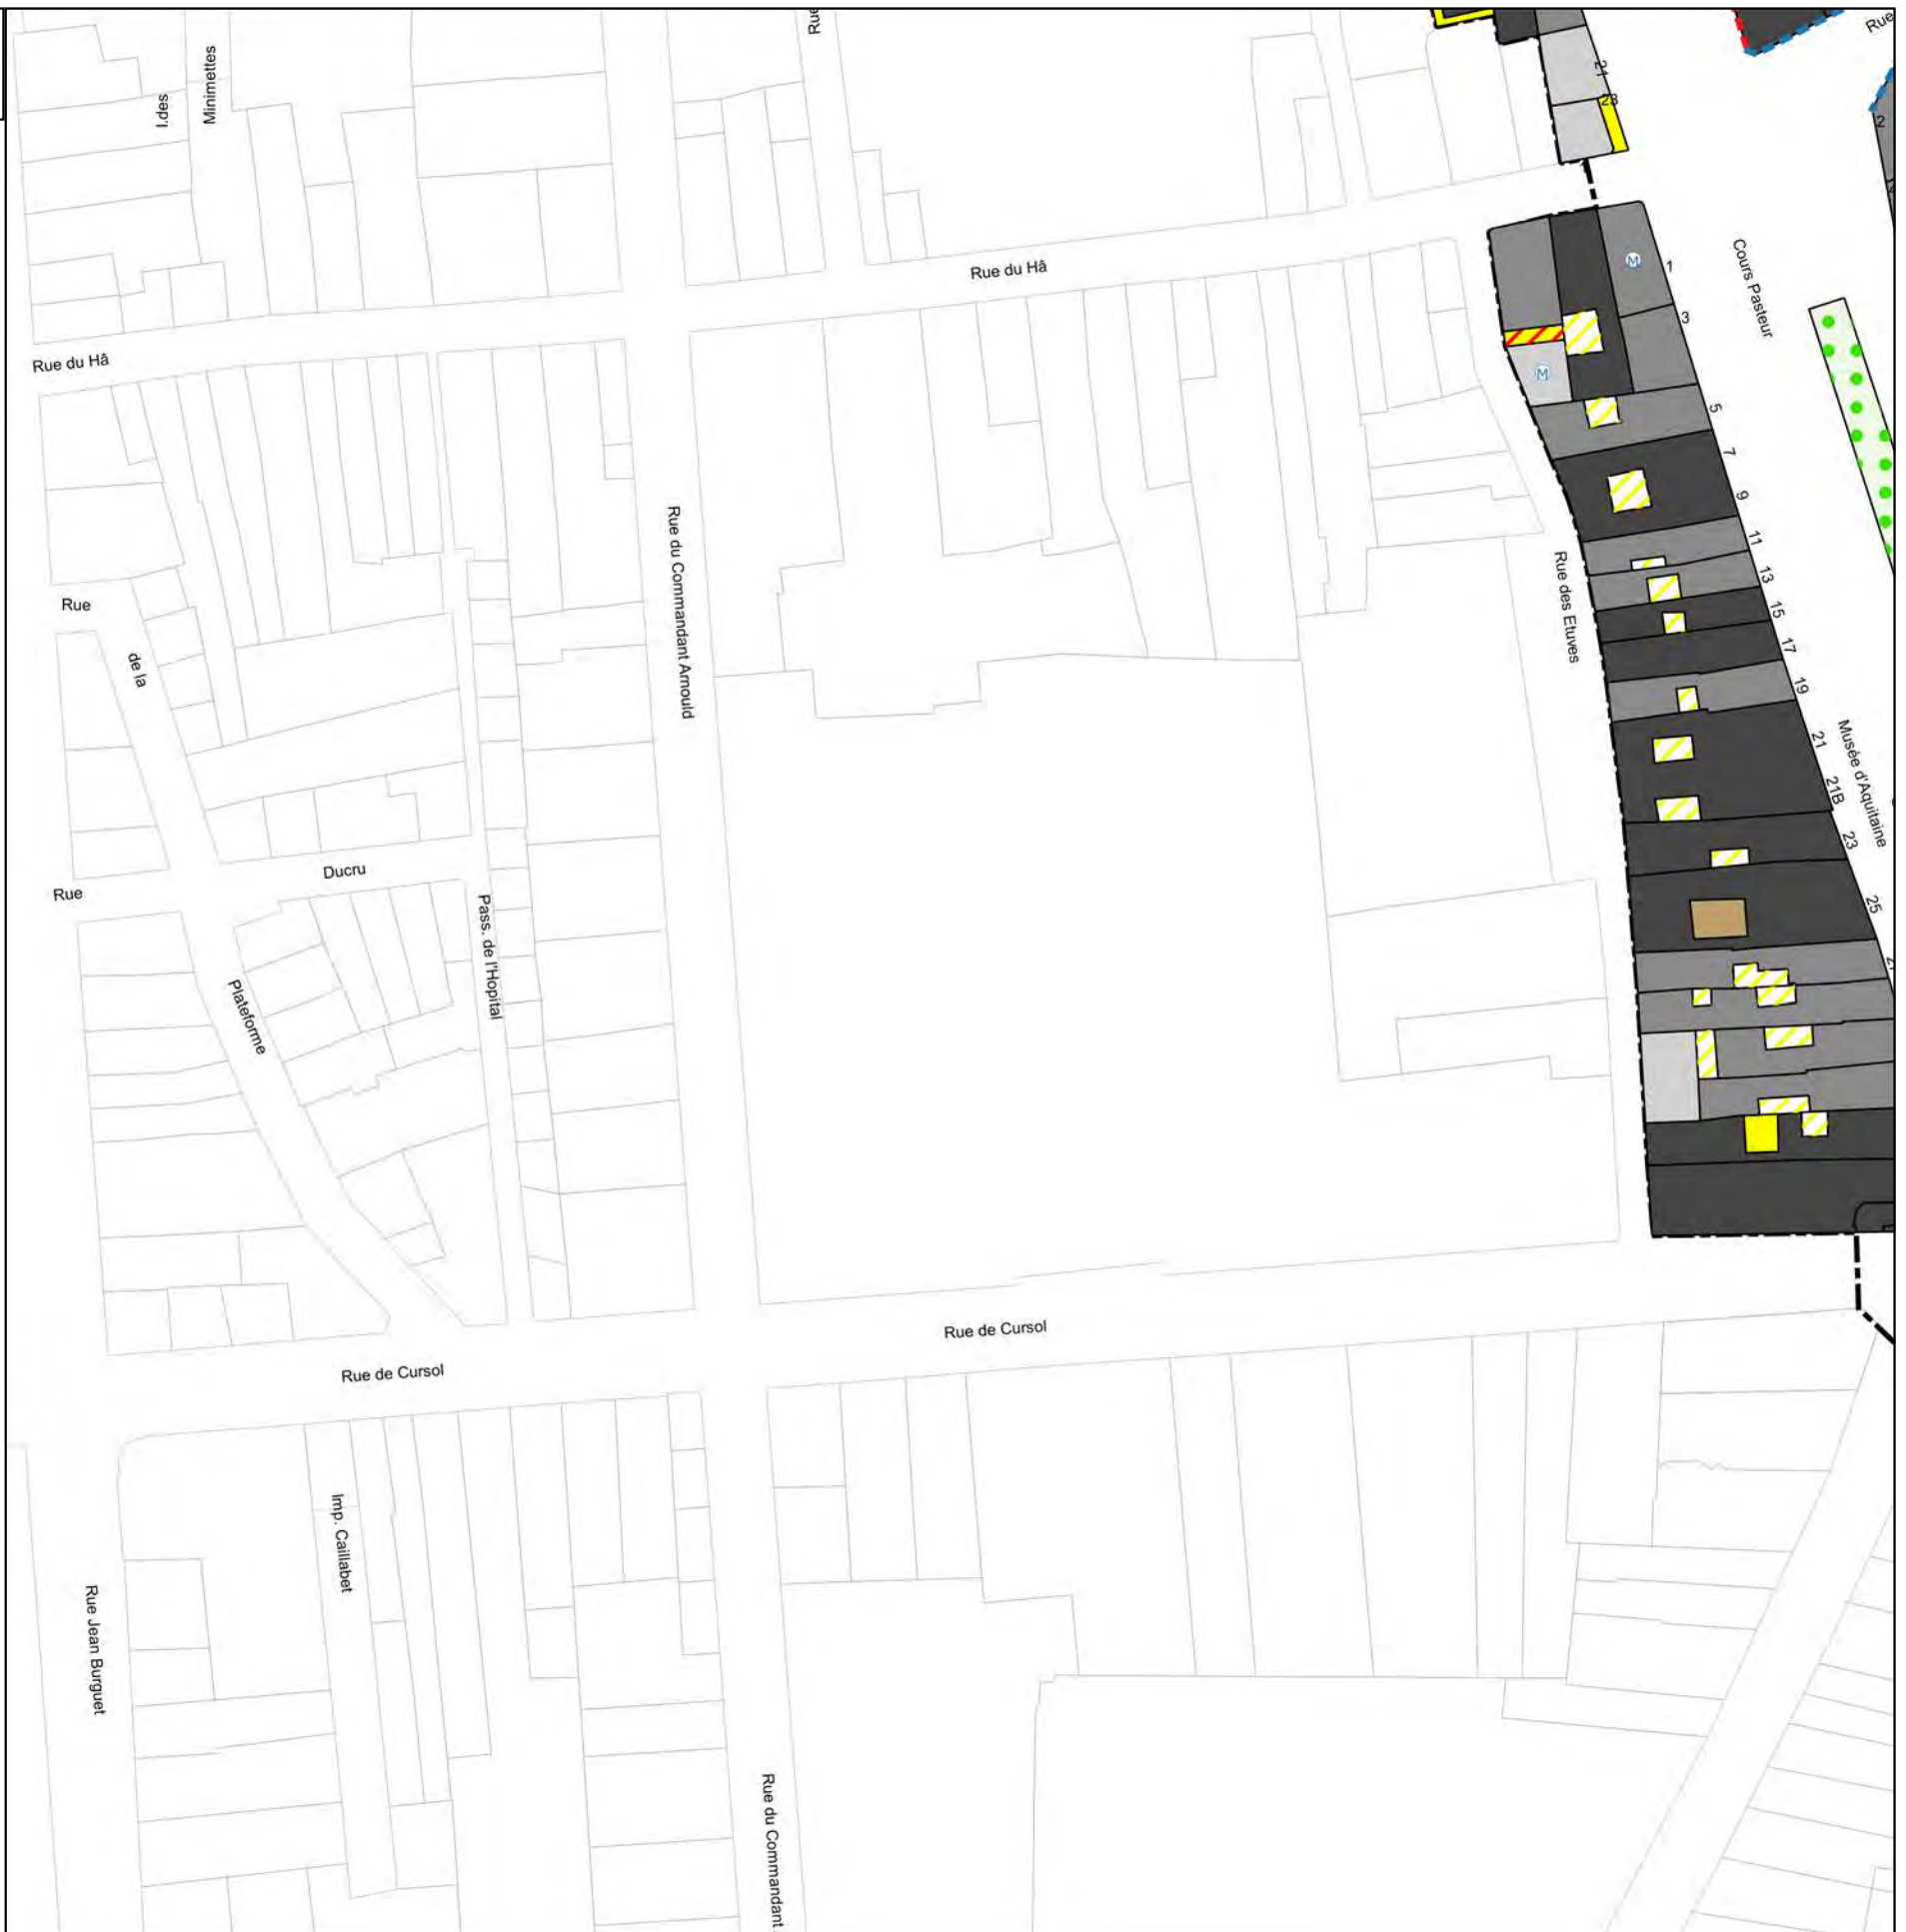 I.des
Minimettes
Rue
Rue
21
23
2
Rue du Hâ
Rue du Hâ
M
1
Cours Pasteur
3
M
5
7
9
11
13
15
17
19
21
21B
23
25
Musée d'Aquitaine
Rue des Etuves
Rue du Commandant Arnould
Rue
de la
Rue
Ducru
Plateforme
Pass. de l'Hopital
Rue de Cursol
Rue de Cursol
Imp. Caillabet
Rue Jean Burguet
Rue du Commandant